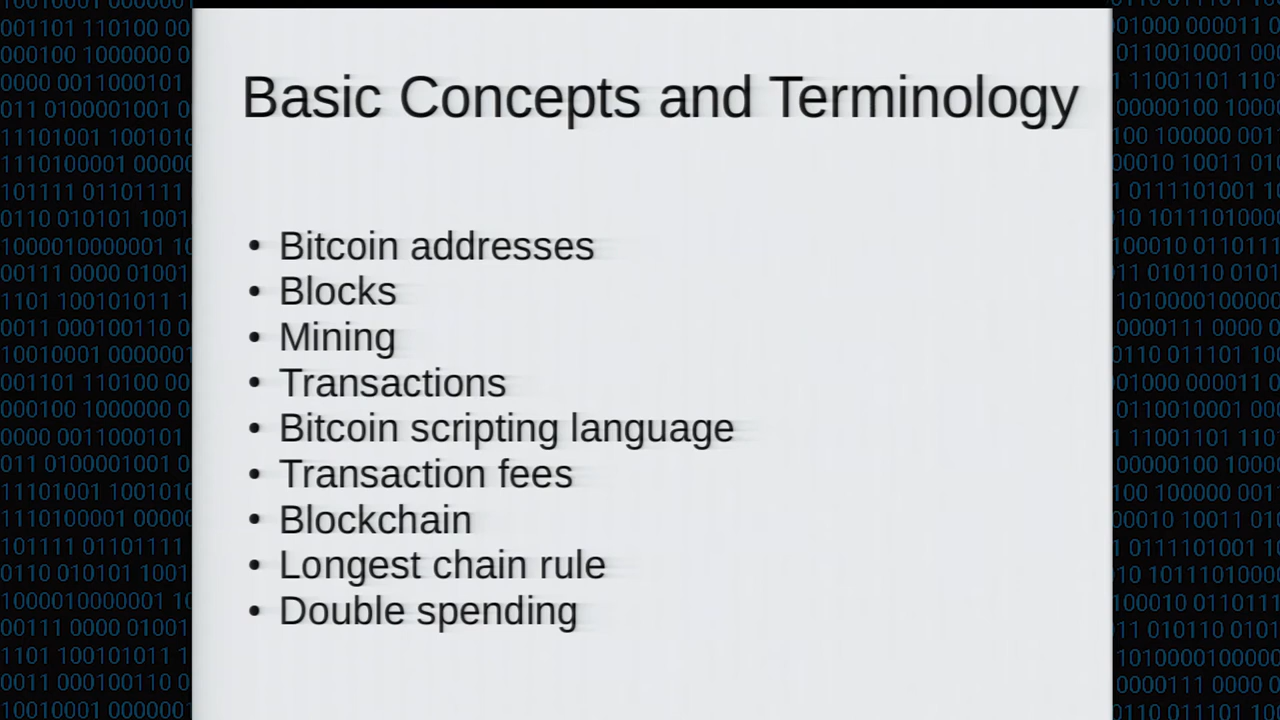 Basic Concepts and Terminology
• Bitcoin addresses
• Blocks
• Mining
• Transactions
• Bitcoin scripting language
• Transaction fees
• Blockchain
• Longest chain rule
• Double spending